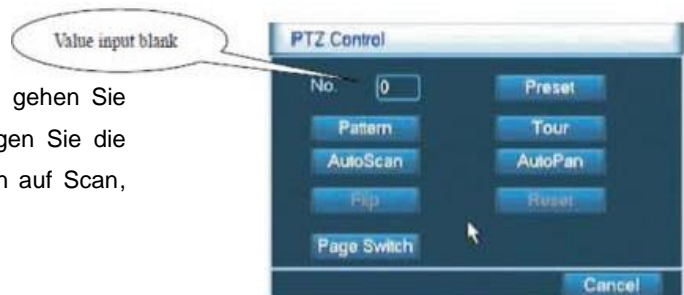 Value input blank
gehen Sie
gen Sie die
n auf Scan,
PTZ Control
No. 0 Preset
Pattern Tour
AutoScan AutoPan
Flip Reset
Page Switch
Cancel